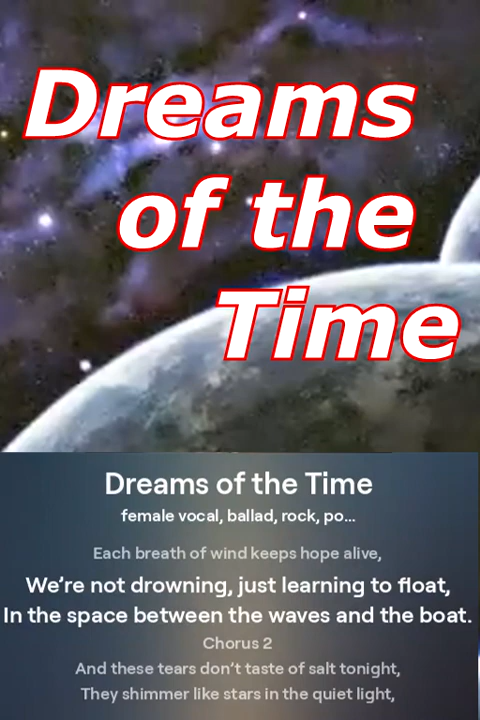 Dreams
of the
Time
Dreams of the Time
female vocal, ballad, rock, po...
Each breath of wind keeps hope alive,
We’re not drowning, just learning to float,
In the space between the waves and the boat.
Chorus 2
And these tears don’t taste of salt tonight,
They shimmer like stars in the quiet light,